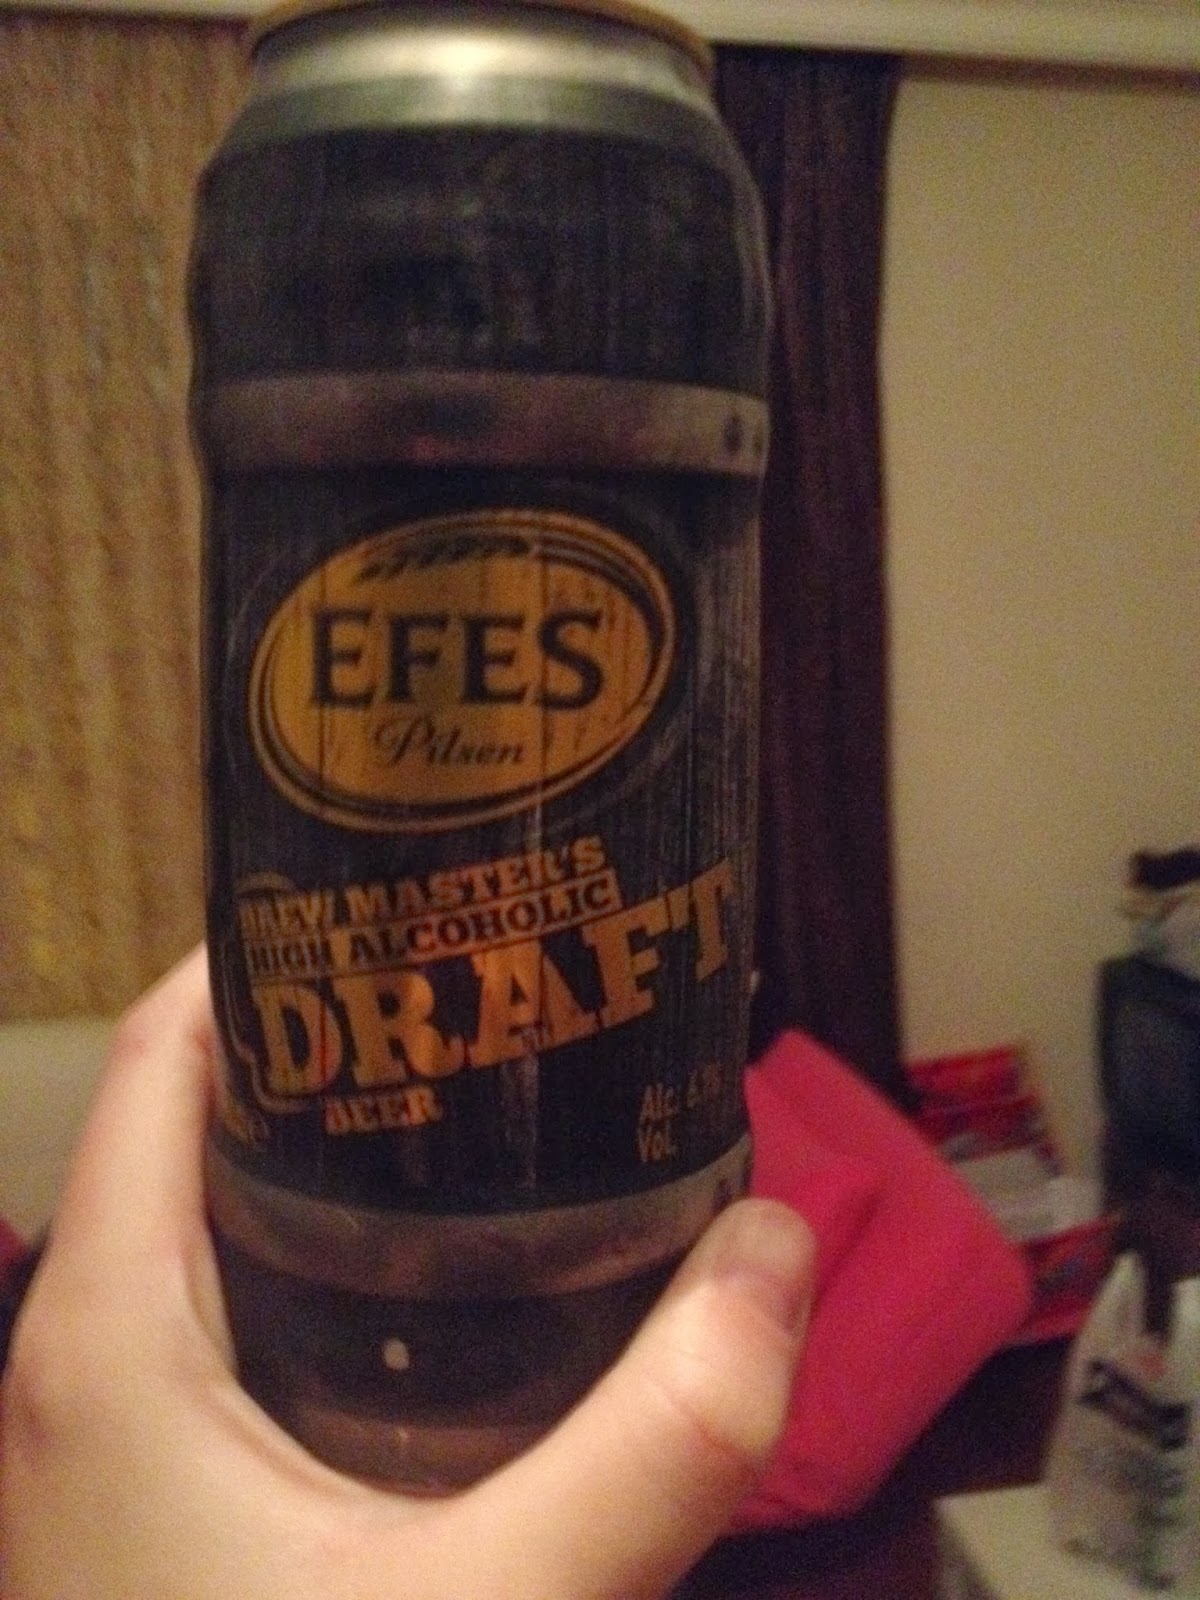 EFES
Pilsen
BREW MASTER'S
HIGH ALCOHOLIC
DRAFT
BEER
Alc.
Vol.